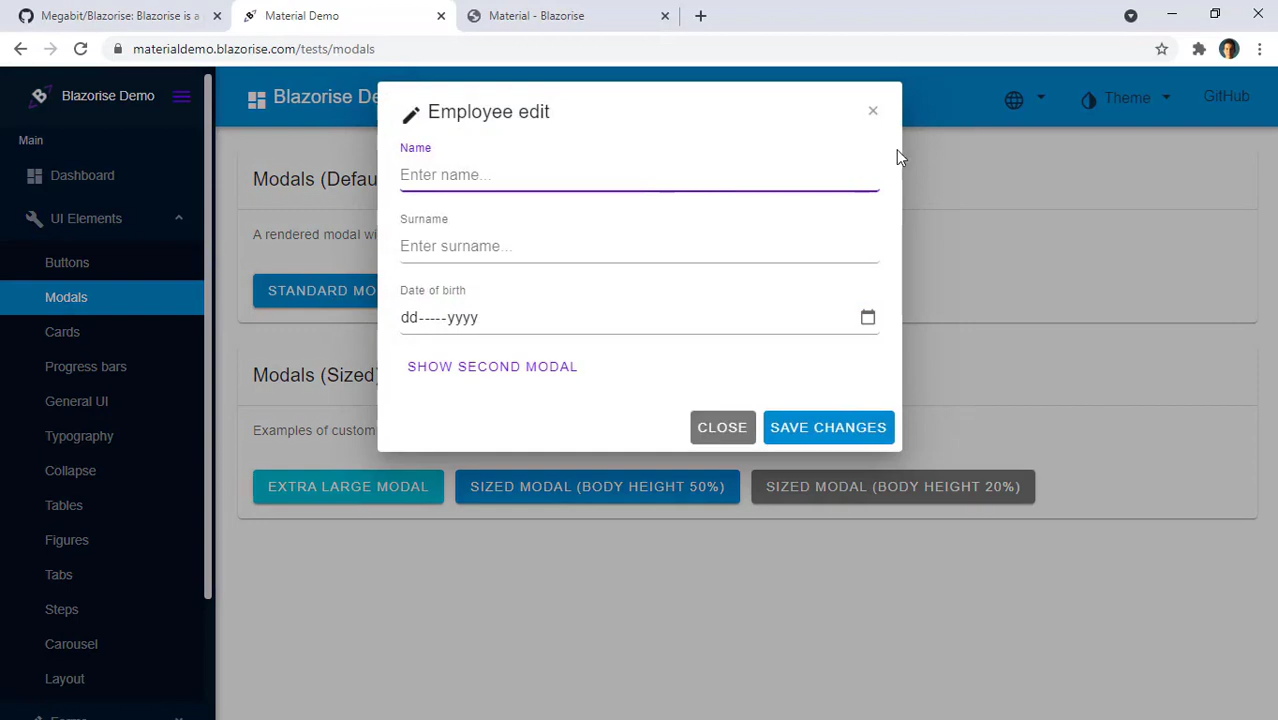 Megabit/Blazorise: Blazorise is a
Material Demo
Material - Blazorise
materialdemo.blazorise.com/tests/modals
Blazorise Demo
Blazorise De
Theme
GitHub
Main
Dashboard
UI Elements
Buttons
Modals
Cards
Progress bars
General UI
Typography
Collapse
Tables
Figures
Tabs
Steps
Carousel
Layout
Modals (Defau
A rendered modal wi
STANDARD MO
Modals (Sized)
Examples of custom
EXTRA LARGE MODAL
SIZED MODAL (BODY HEIGHT 50%)
SIZED MODAL (BODY HEIGHT 20%)
Employee edit
Name
Enter name...
Surname
Enter surname...
Date of birth
dd-----yyyy
SHOW SECOND MODAL
CLOSE
SAVE CHANGES